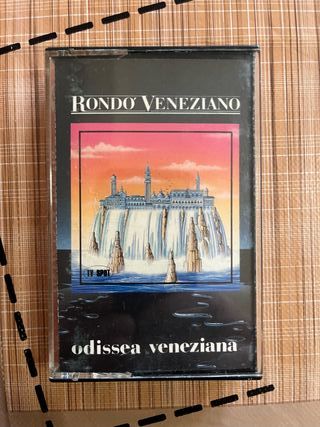 RONDO' VENEZIANO
TV SPOT
odissea veneziana